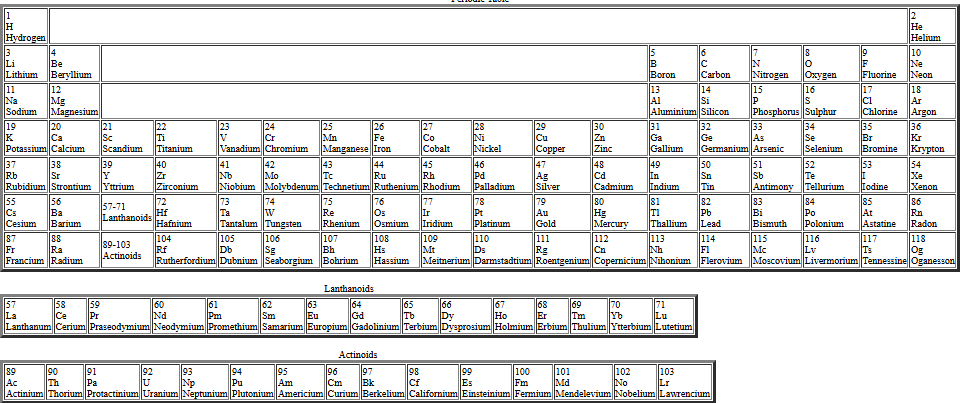 Periodic Table
1
H
Hydrogen
2
He
Helium
3
Li
Lithium
4
Be
Beryllium
5
B
Boron
6
C
Carbon
7
N
Nitrogen
8
O
Oxygen
9
F
Fluorine
10
Ne
Neon
11
Na
Sodium
12
Mg
Magnesium
13
Al
Aluminium
14
Si
Silicon
15
P
Phosphorus
16
S
Sulphur
17
Cl
Chlorine
18
Ar
Argon
19
K
Potassium
20
Ca
Calcium
21
Sc
Scandium
22
Ti
Titanium
23
V
Vanadium
24
Cr
Chromium
25
Mn
Manganese
26
Fe
Iron
27
Co
Cobalt
28
Ni
Nickel
29
Cu
Copper
30
Zn
Zinc
31
Ga
Gallium
32
Ge
Germanium
33
As
Arsenic
34
Se
Selenium
35
Br
Bromine
36
Kr
Krypton
37
Rb
Rubidium
38
Sr
Strontium
39
Y
Yttrium
40
Zr
Zirconium
41
Nb
Niobium
42
Mo
Molybdenum
43
Tc
Technetium
44
Ru
Ruthenium
45
Rh
Rhodium
46
Pd
Palladium
47
Ag
Silver
48
Cd
Cadmium
49
In
Indium
50
Sn
Tin
51
Sb
Antimony
52
Te
Tellurium
53
I
Iodine
54
Xe
Xenon
55
Cs
Cesium
56
Ba
Barium
57-71
Lanthanoids
72
Hf
Hafnium
73
Ta
Tantalum
74
W
Tungsten
75
Re
Rhenium
76
Os
Osmium
77
Ir
Iridium
78
Pt
Platinum
79
Au
Gold
80
Hg
Mercury
81
Tl
Thallium
82
Pb
Lead
83
Bi
Bismuth
84
Po
Polonium
85
At
Astatine
86
Rn
Radon
87
Fr
Francium
88
Ra
Radium
89-103
Actinoids
104
Rf
Rutherfordium
105
Db
Dubnium
106
Sg
Seaborgium
107
Bh
Bohrium
108
Hs
Hassium
109
Mt
Meitnerium
110
Ds
Darmstadtium
111
Rg
Roentgenium
112
Cn
Copernicium
113
Nh
Nihonium
114
Fl
Flerovium
115
Mc
Moscovium
116
Lv
Livermorium
117
Ts
Tennessine
118
Og
Oganesson
Lanthanoids
57
La
Lanthanum
58
Ce
Cerium
59
Pr
Praseodymium
60
Nd
Neodymium
61
Pm
Promethium
62
Sm
Samarium
63
Eu
Europium
64
Gd
Gadolinium
65
Tb
Terbium
66
Dy
Dysprosium
67
Ho
Holmium
68
Er
Erbium
69
Tm
Thulium
70
Yb
Ytterbium
71
Lu
Lutetium
Actinoids
89
Ac
Actinium
90
Th
Thorium
91
Pa
Protactinium
92
U
Uranium
93
Np
Neptunium
94
Pu
Plutonium
95
Am
Americium
96
Cm
Curium
97
Bk
Berkelium
98
Cf
Californium
99
Es
Einsteinium
100
Fm
Fermium
101
Md
Mendelevium
102
No
Nobelium
103
Lr
Lawrencium